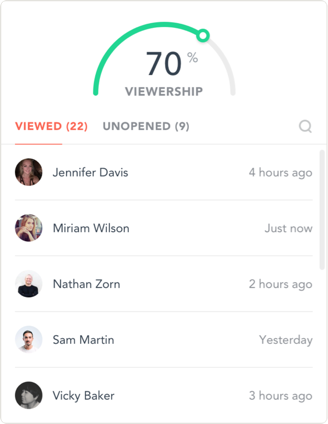 70 %
VIEWERSHIP
VIEWED (22) UNOPENED (9)
Jennifer Davis 4 hours ago
Miriam Wilson Just now
Nathan Zorn 2 hours ago
Sam Martin Yesterday
Vicky Baker 3 hours ago